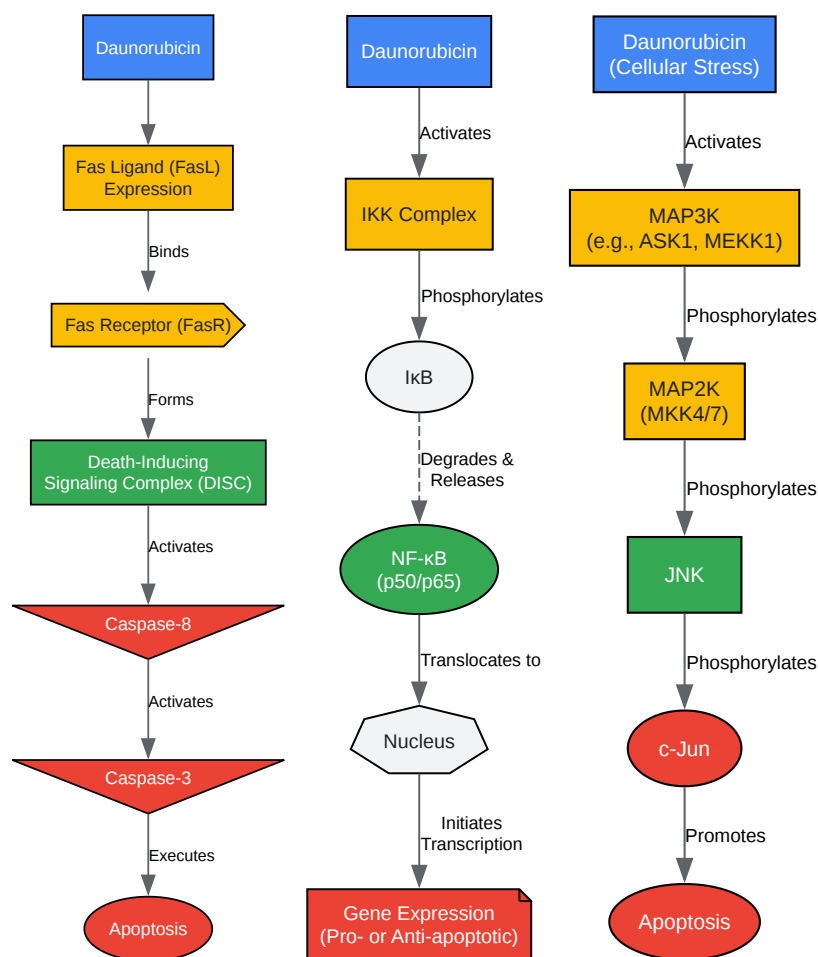 Daunorubicin
Fas Ligand (FasL)
Expression
Binds
Fas Receptor (FasR)
Forms
Death-Inducing
Signaling Complex (DISC)
Activates
Caspase-8
Activates
Caspase-3
Executes
Apoptosis
Daunorubicin
Activates
IKK Complex
Phosphorylates
IκB
Degrades &
Releases
NF-κB
(p50/p65)
Translocates to
Nucleus
Initiates
Transcription
Gene Expression
(Pro- or Anti-apoptotic)
Daunorubicin
(Cellular Stress)
Activates
MAP3K
(e.g., ASK1, MEKK1)
Phosphorylates
MAP2K
(MKK4/7)
Phosphorylates
JNK
Phosphorylates
c-Jun
Promotes
Apoptosis